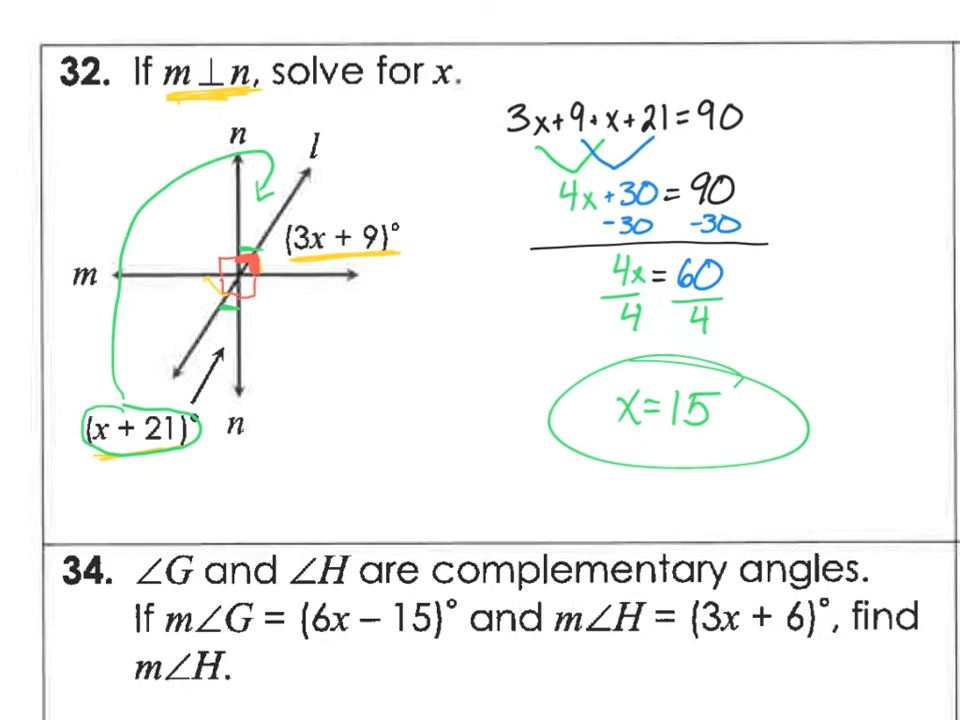 32. If m ⊥ n, solve for x.
n
l
(3x + 9)°
m
(x + 21)°
n
3x+9+x+21=90
4x+30=90
-30 -30
4x=60
4 4
x=15
34. ∠G and ∠H are complementary angles.
If m∠G = (6x – 15)° and m∠H = (3x + 6)°, find
m∠H.